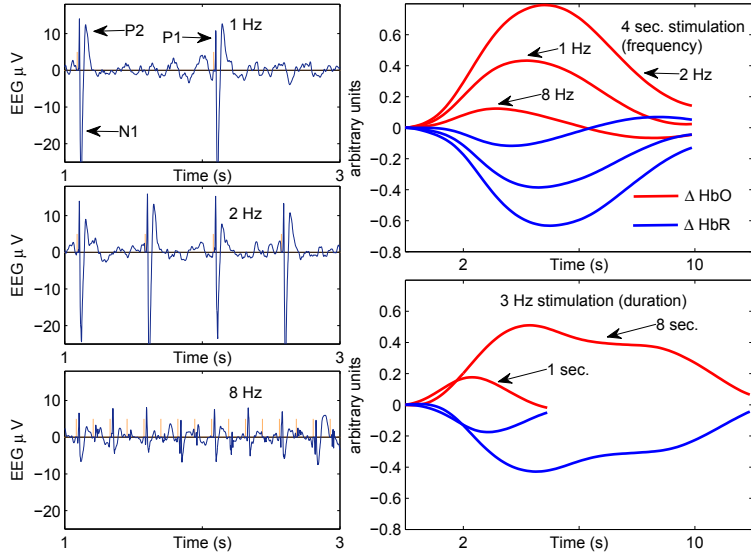 10
0
−10
−20
EEG μ V
P2
P1
1 Hz
N1
1
Time (s)
3
10
0
−10
−20
EEG μ V
2 Hz
1
Time (s)
3
10
0
−10
−20
EEG μ V
8 Hz
1
Time (s)
3
0.6
0.4
0.2
0
−0.2
−0.4
−0.6
−0.8
arbitrary units
4 sec. stimulation
(frequency)
1 Hz
2 Hz
8 Hz
Δ HbO
Δ HbR
2
Time (s)
10
0.6
0.4
0.2
0
−0.2
−0.4
−0.6
−0.8
arbitrary units
3 Hz stimulation (duration)
8 sec.
1 sec.
2
Time (s)
10